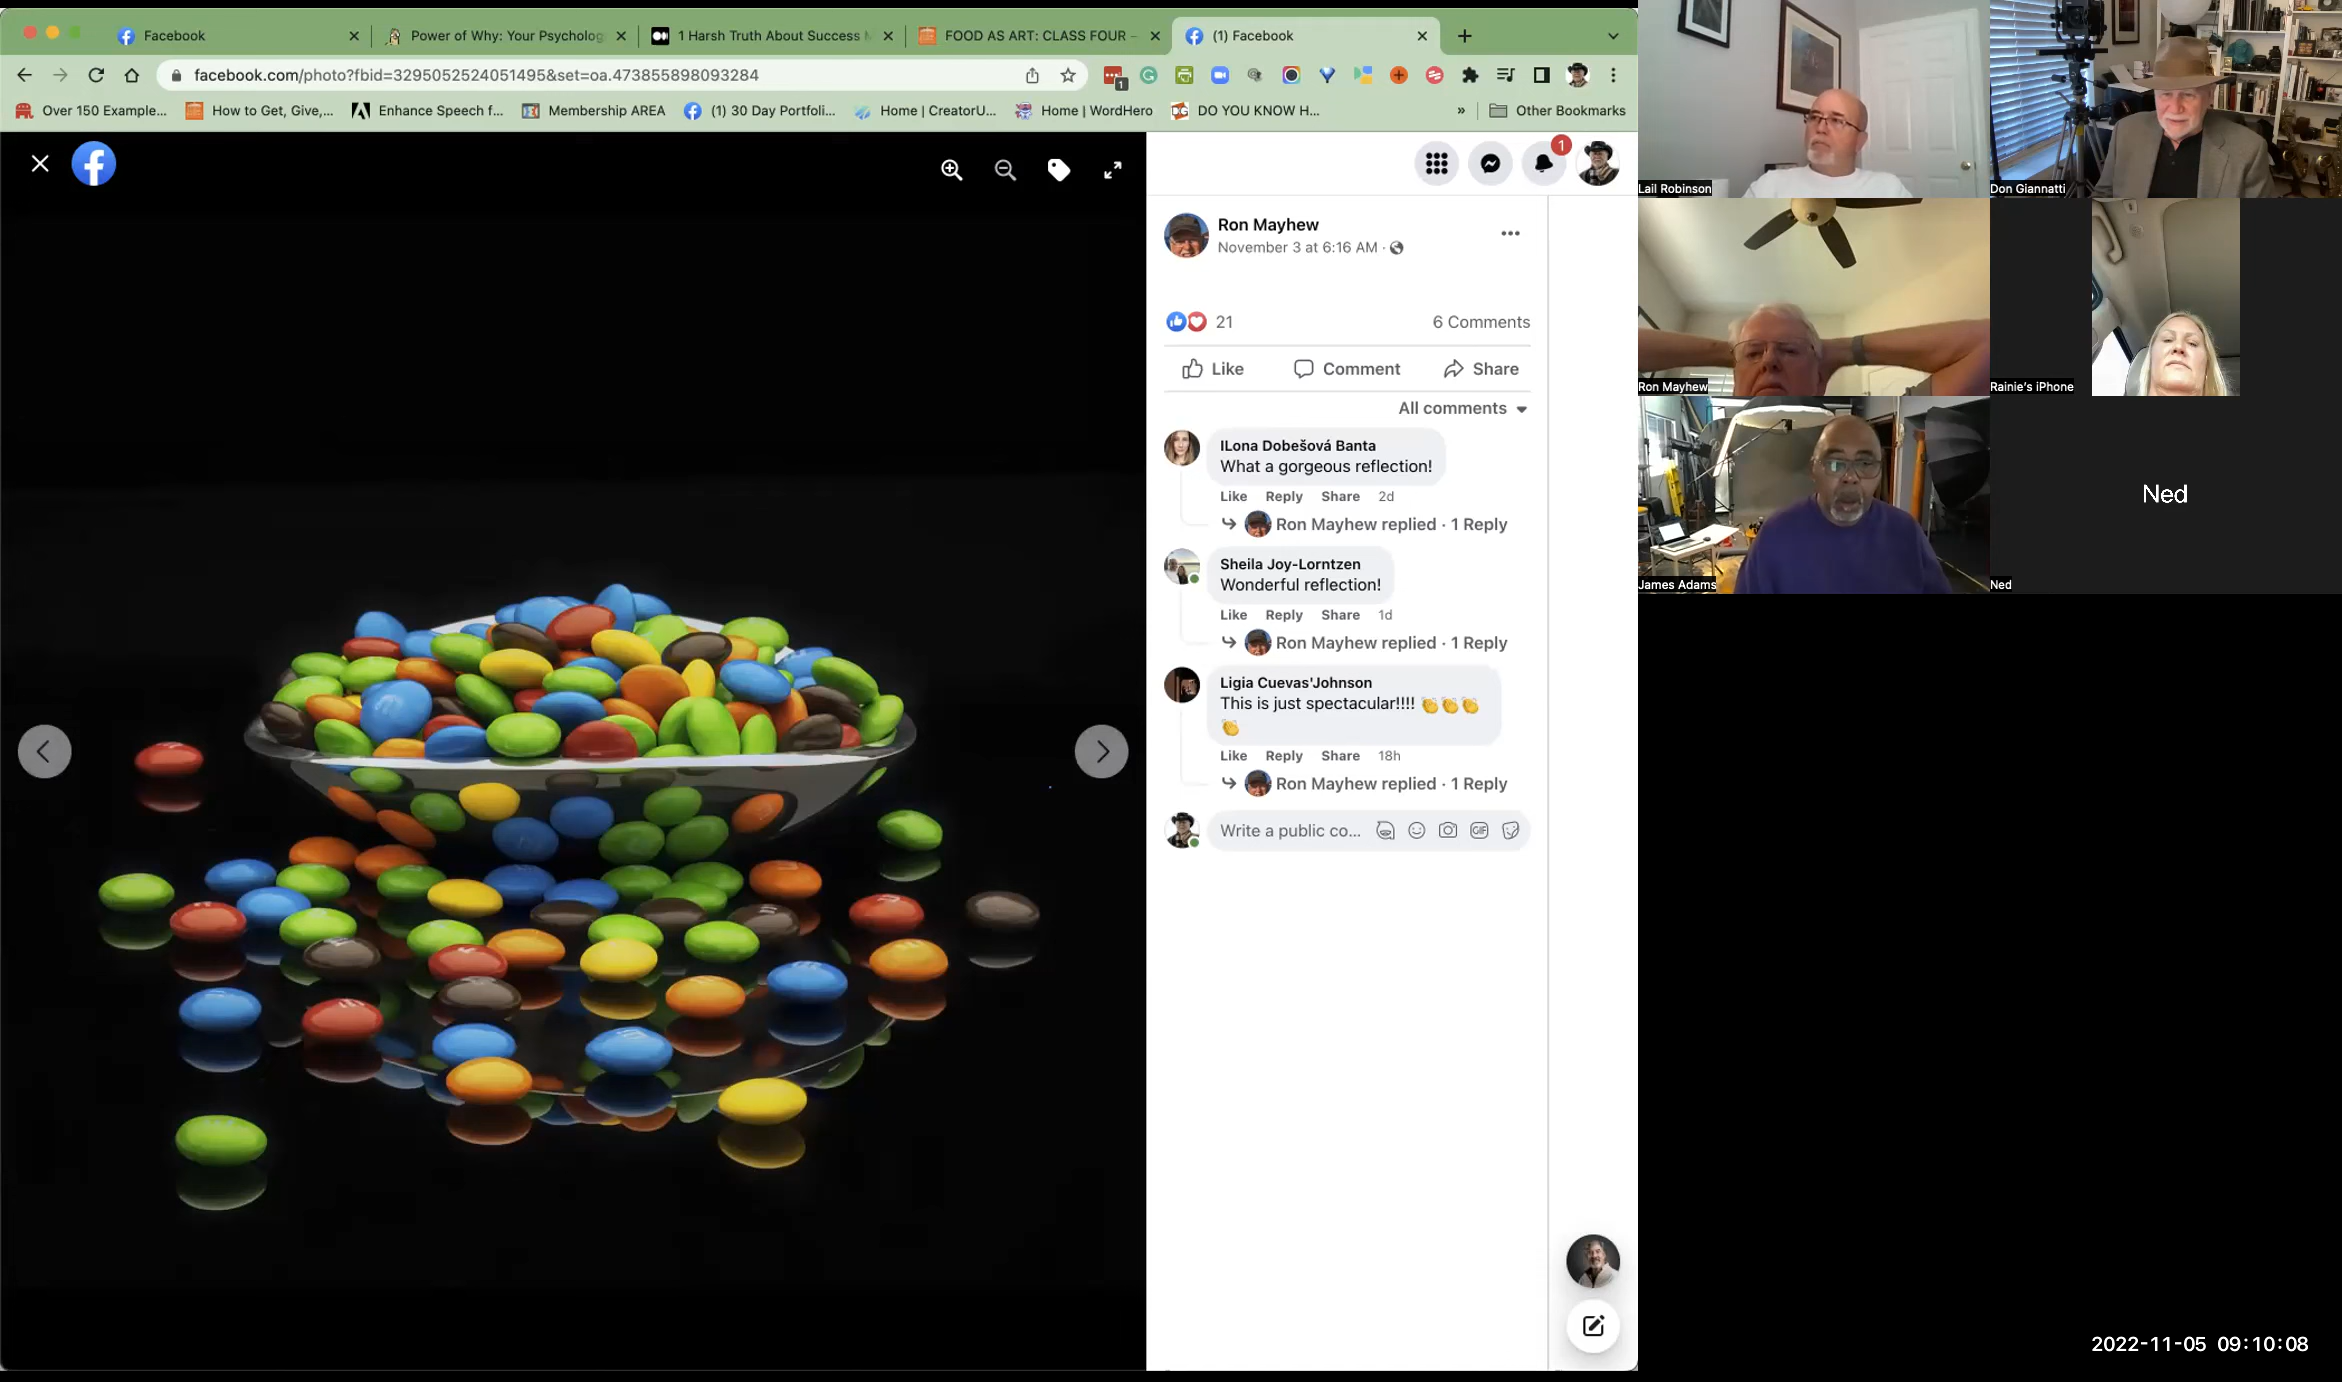 Facebook
Power of Why: Your Psycholog
1 Harsh Truth About Success
FOOD AS ART: CLASS FOUR –
(1) Facebook
facebook.com/photo?fbid=3295052524051495&set=oa.473855898093284
1
Over 150 Example...
How to Get, Give,...
Enhance Speech f...
Membership AREA
(1) 30 Day Portfoli...
Home | CreatorU...
Home | WordHero
DO YOU KNOW H...
»
Other Bookmarks
1
Ron Mayhew
November 3 at 6:16 AM ·
21
6 Comments
Like
Comment
Share
All comments
ILona Dobešová Banta
What a gorgeous reflection!
Like Reply Share 2d
Ron Mayhew replied · 1 Reply
Sheila Joy-Lorntzen
Wonderful reflection!
Like Reply Share 1d
Ron Mayhew replied · 1 Reply
Ligia Cuevas'Johnson
This is just spectacular!!!! 👏👏👏
👏
Like Reply Share 18h
Ron Mayhew replied · 1 Reply
Write a public co...
GIF
Lail Robinson
Don Giannatti
Ron Mayhew
Rainie's iPhone
James Adams
Ned
Ned
2022-11-05 09:10:08